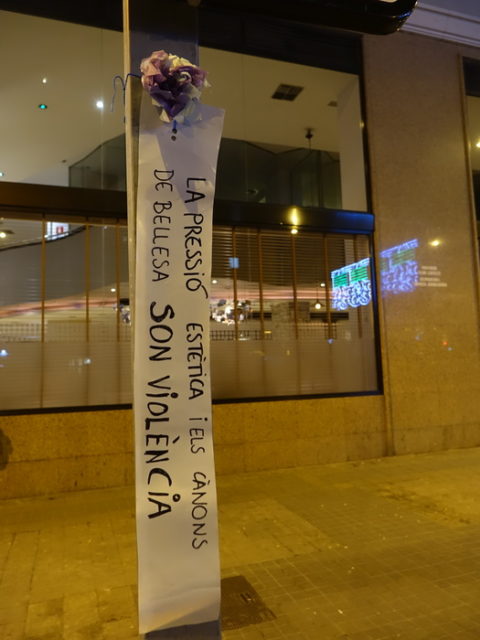 LA PRESSIÓ ESTÈTICA i ELS CÀNONS
DE BELLESA SON ViOLÈNCiA